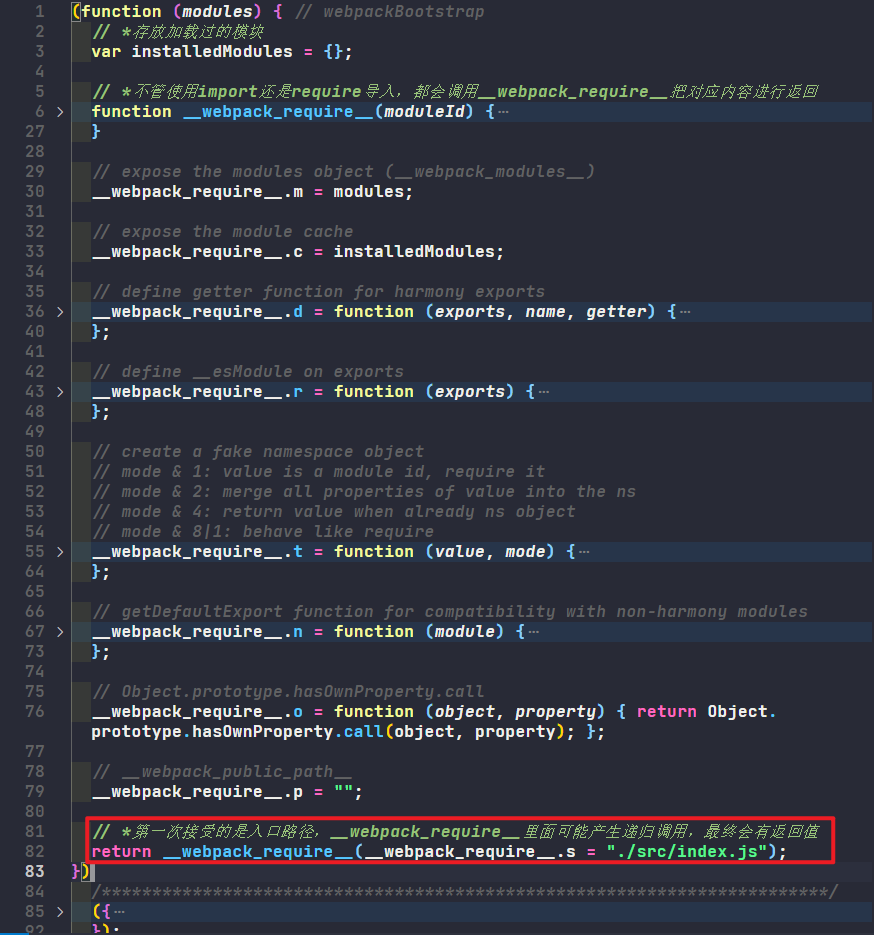 1 (function (modules) { // webpackBootstrap
2 // *存放加载过的模块
3 var installedModules = {};
4
5 // *不管使用import还是require导入，都会调用__webpack_require__把对应内容进行返回
6 function __webpack_require__(moduleId) {…
27 }
28
29 // expose the modules object (__webpack_modules__)
30 __webpack_require__.m = modules;
31
32 // expose the module cache
33 __webpack_require__.c = installedModules;
34
35 // define getter function for harmony exports
36 __webpack_require__.d = function (exports, name, getter) {…
40 };
41
42 // define __esModule on exports
43 __webpack_require__.r = function (exports) {…
48 };
49
50 // create a fake namespace object
51 // mode & 1: value is a module id, require it
52 // mode & 2: merge all properties of value into the ns
53 // mode & 4: return value when already ns object
54 // mode & 8|1: behave like require
55 __webpack_require__.t = function (value, mode) {…
64 };
65
66 // getDefaultExport function for compatibility with non-harmony modules
67 __webpack_require__.n = function (module) {…
73 };
74
75 // Object.prototype.hasOwnProperty.call
76 __webpack_require__.o = function (object, property) { return Object.
prototype.hasOwnProperty.call(object, property); };
77
78 // __webpack_public_path__
79 __webpack_require__.p = "";
80
81 // *第一次接受的是入口路径，__webpack_require__里面可能产生递归调用，最终会有返回值
82 return __webpack_require__(__webpack_require__.s = "./src/index.js");
83 })
84 /************************************************************************/
85 ({…
92 });